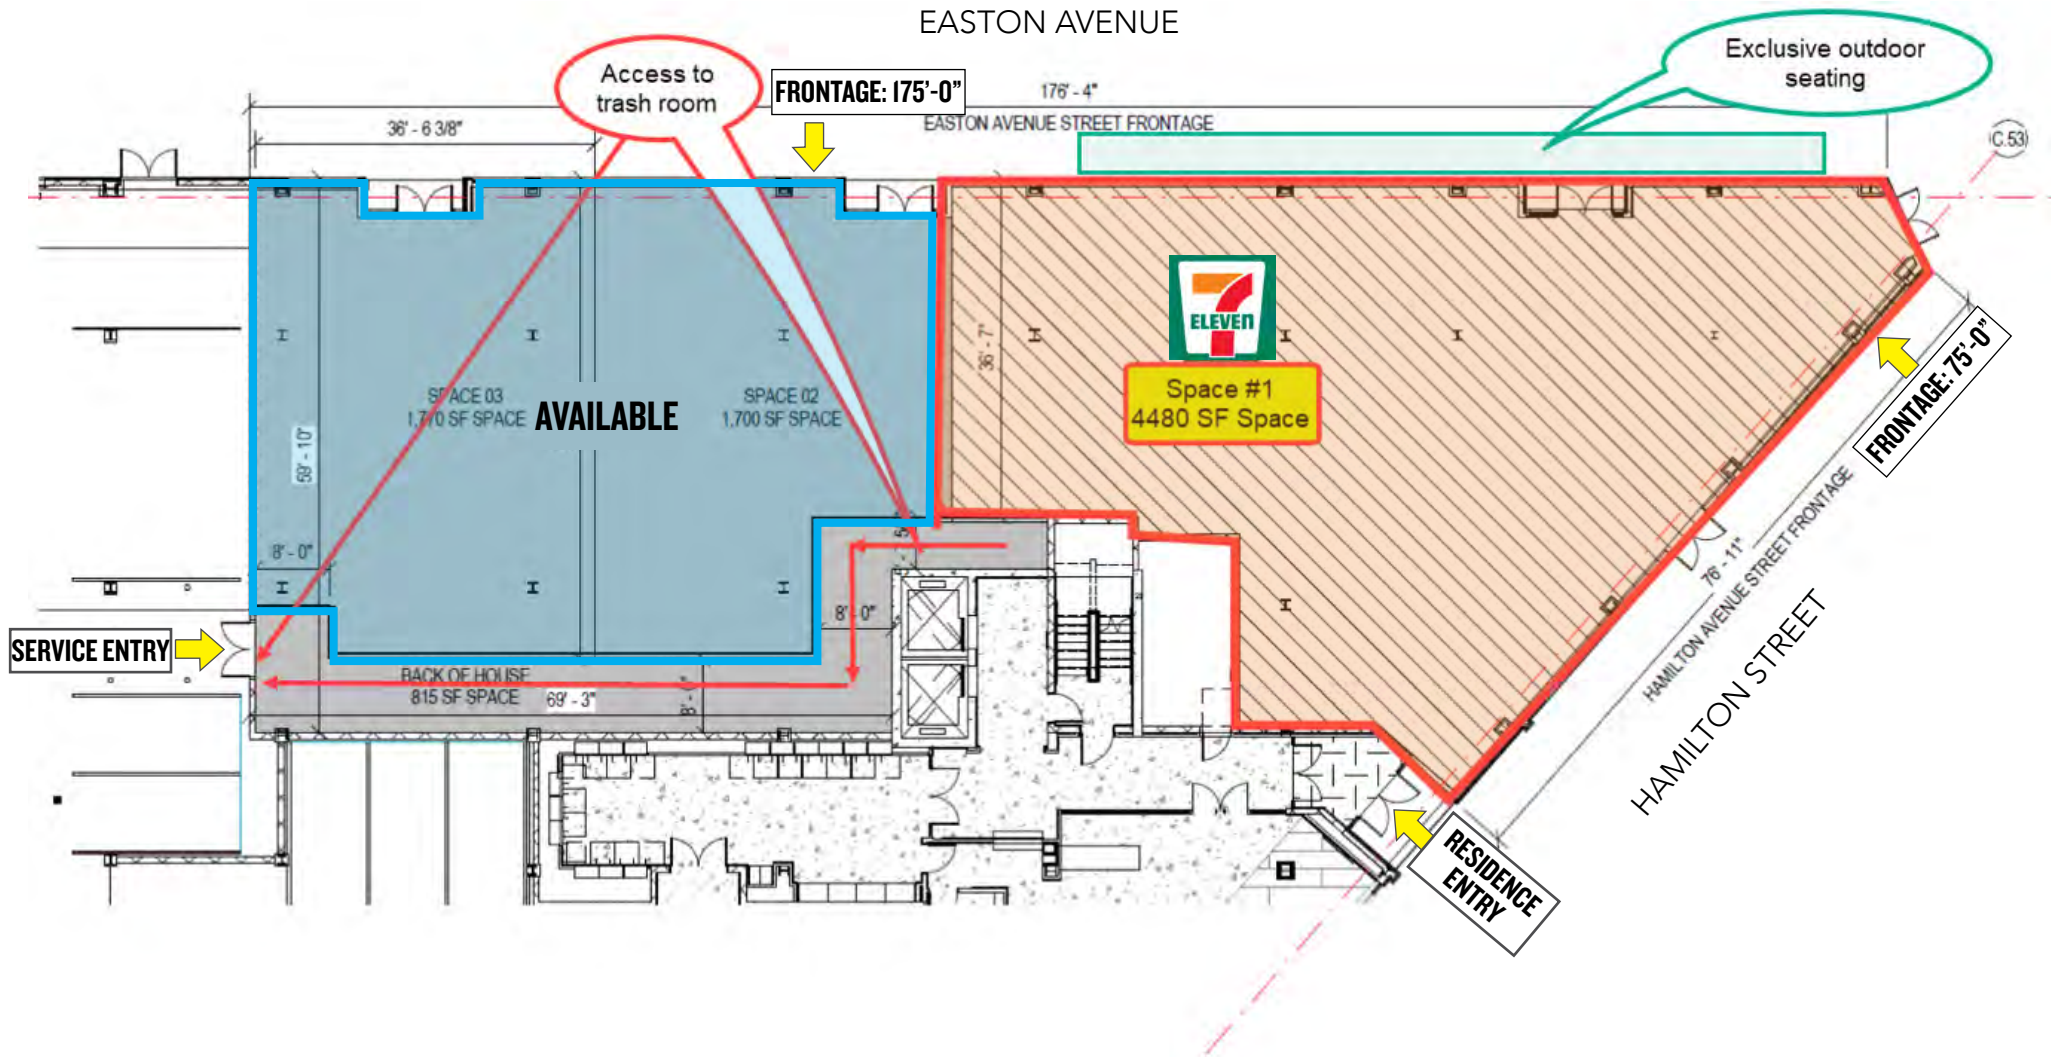 EASTON AVENUE
Access to
trash room
FRONTAGE: 175'-0"
176' - 4"
EASTON AVENUE STREET FRONTAGE
Exclusive outdoor
seating
36' - 6 3/8"
(C.53)
36' - 7"
7
ELEVEN
Space #1
4480 SF Space
FRONTAGE: 75'-0"
SPACE 03
1,770 SF SPACE
AVAILABLE
SPACE 02
1,700 SF SPACE
59' - 10"
8' - 0"
8' - 0"
76' - 11"
HAMILTON AVENUE STREET FRONTAGE
HAMILTON STREET
SERVICE ENTRY
BACK OF HOUSE
815 SF SPACE
69' - 3"
RESIDENCE
ENTRY